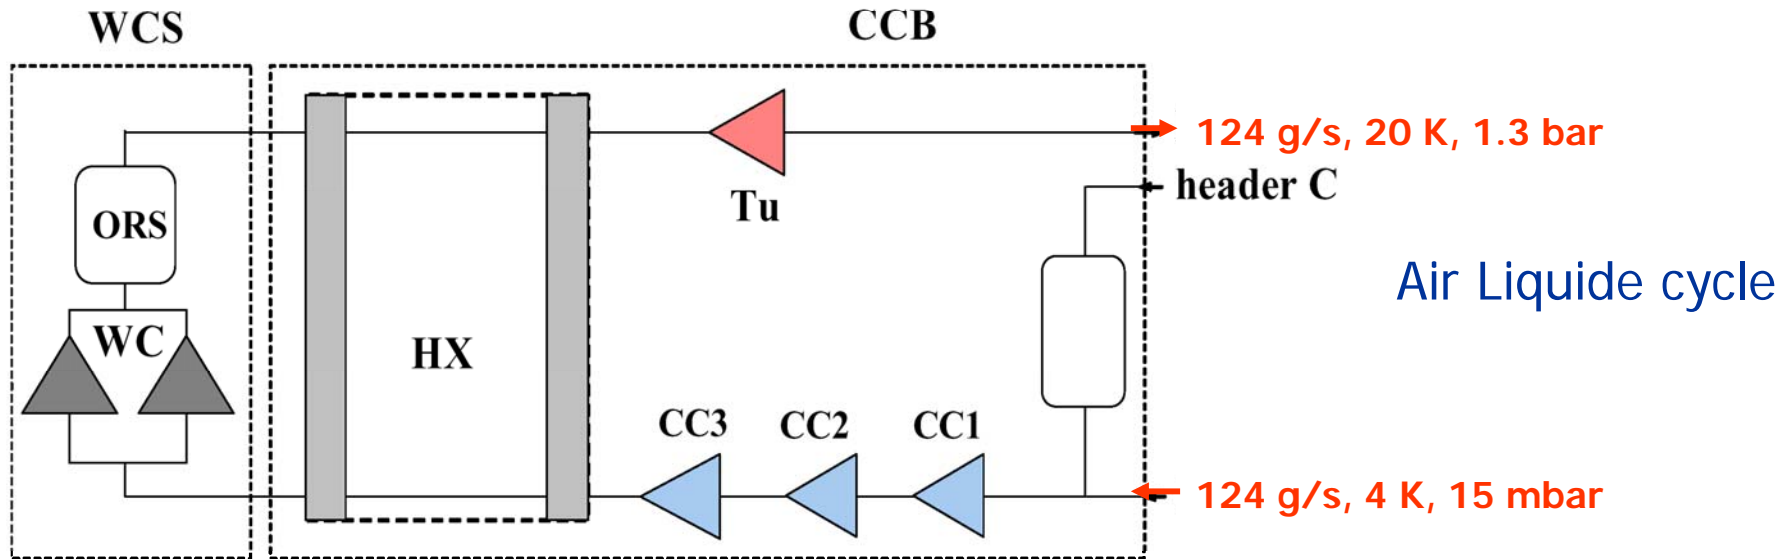 WCS
CCB
124 g/s, 20 K, 1.3 bar
header C
Tu
ORS
Air Liquide cycle
WC
HX
CC3
CC2
CC1
124 g/s, 4 K, 15 mbar